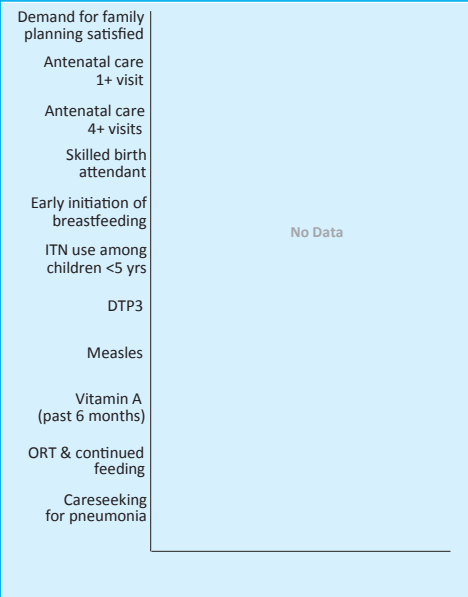 Demand for family
planning satisfied
Antenatal care
1+ visit
Antenatal care
4+ visits
Skilled birth
attendant
Early initiation of
breastfeeding
No Data
ITN use among
children <5 yrs
DTP3
Measles
Vitamin A
(past 6 months)
ORT & continued
feeding
Careseeking
for pneumonia